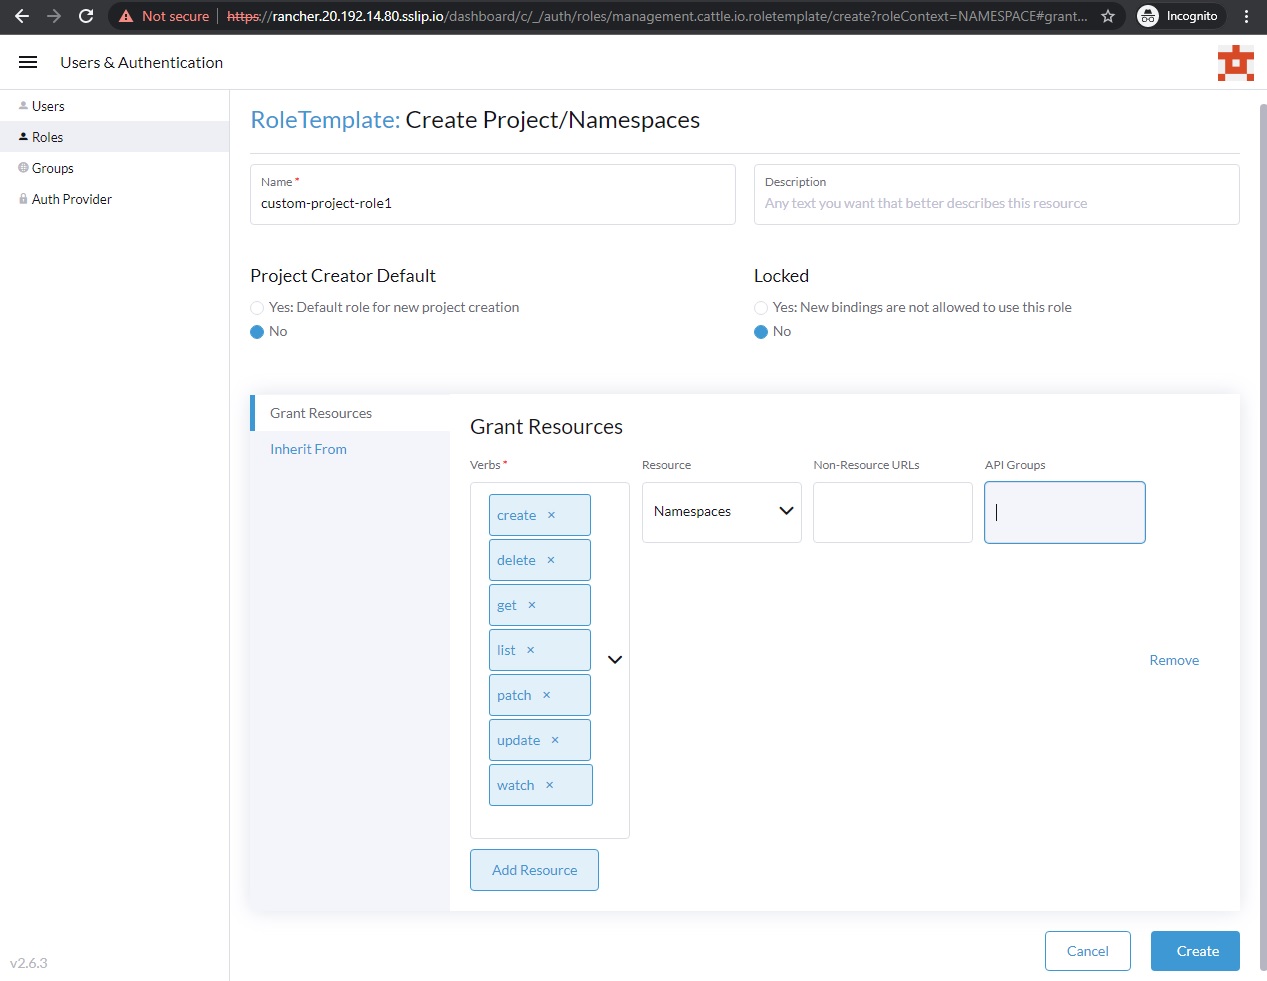 Not secure | https://rancher.20.192.14.80.sslip.io/dashboard/c/_/auth/roles/management.cattle.io.roletemplate/create?roleContext=NAMESPACE#grant... Incognito
Users & Authentication
Users
Roles
Groups
Auth Provider
v2.6.3
RoleTemplate: Create Project/Namespaces
Name *
custom-project-role1
Description
Any text you want that better describes this resource
Project Creator Default
Yes: Default role for new project creation
No
Locked
Yes: New bindings are not allowed to use this role
No
Grant Resources
Inherit From
Grant Resources
Verbs * Resource Non-Resource URLs API Groups
create ×
delete ×
get ×
list ×
patch ×
update ×
watch ×
Namespaces
Remove
Add Resource
Cancel Create